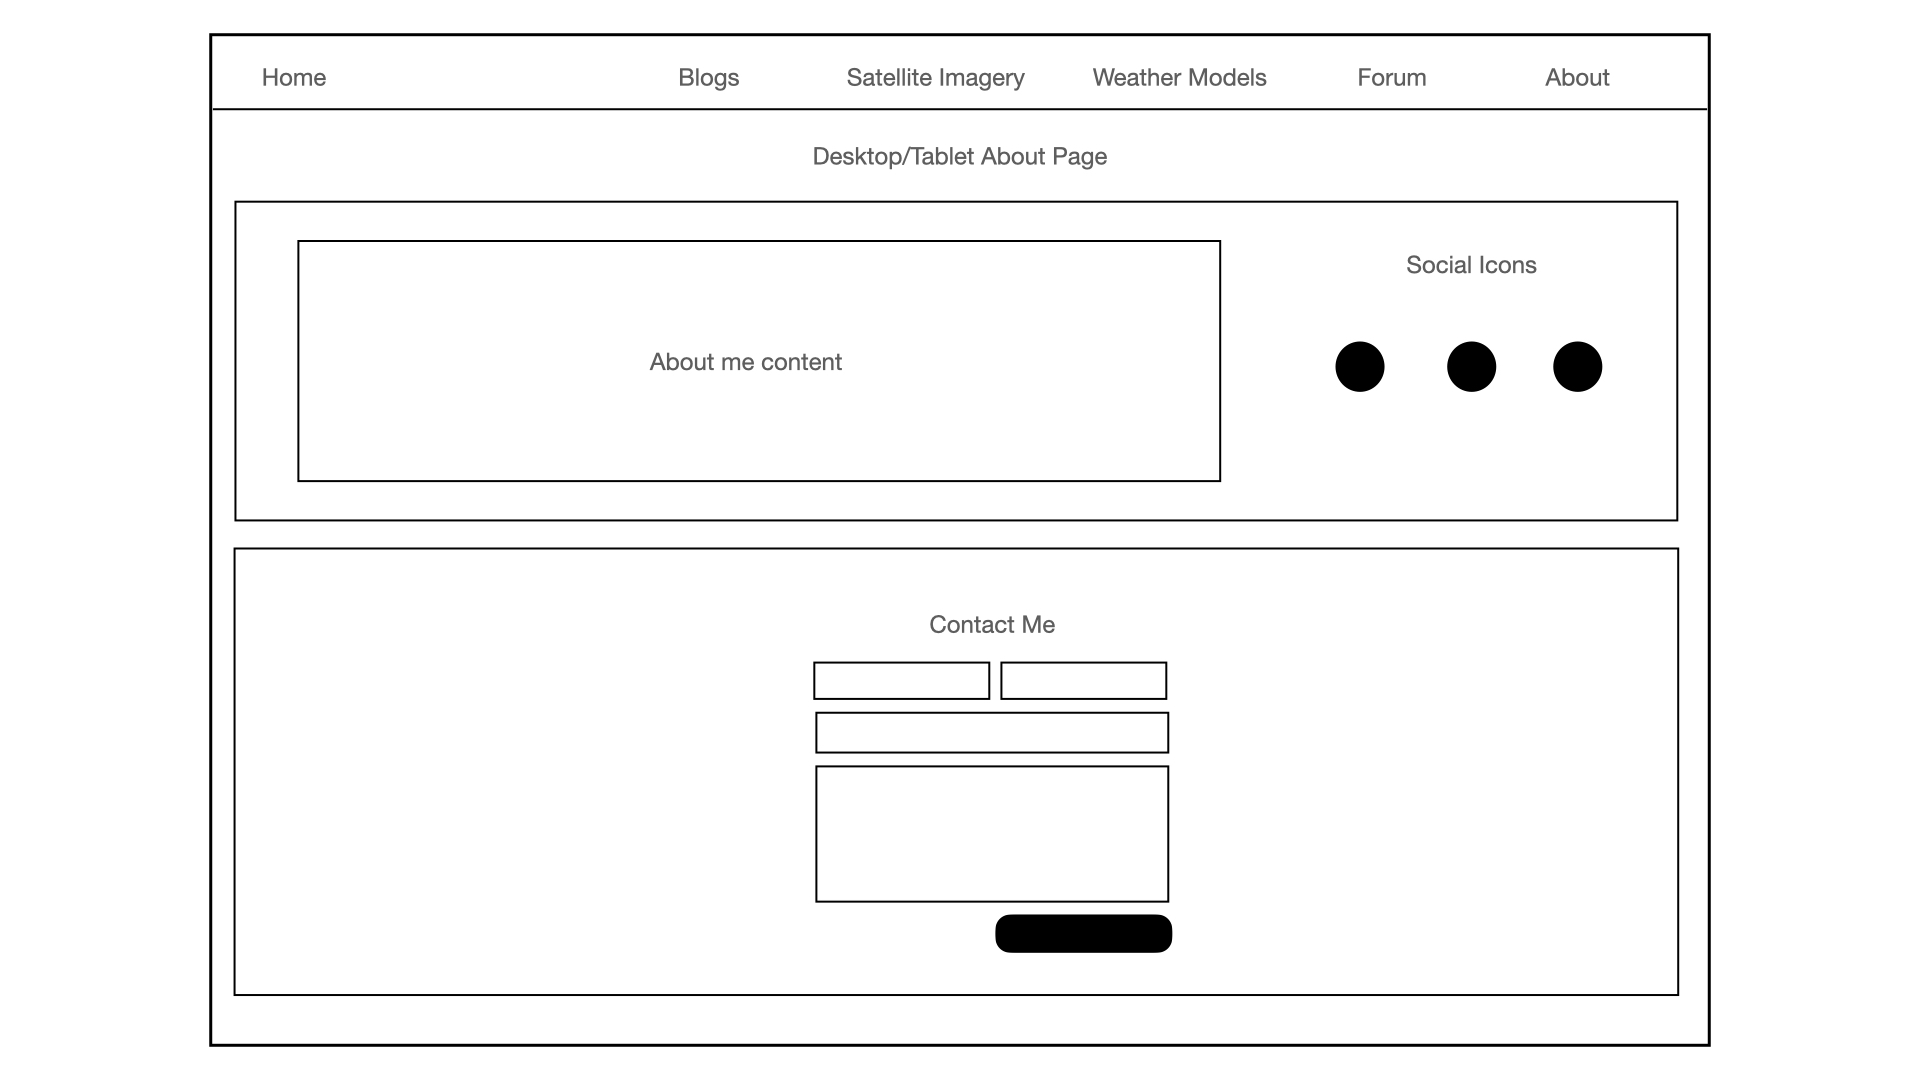 Home Blogs Satellite Imagery Weather Models Forum About
Desktop/Tablet About Page
Social Icons
About me content
Contact Me